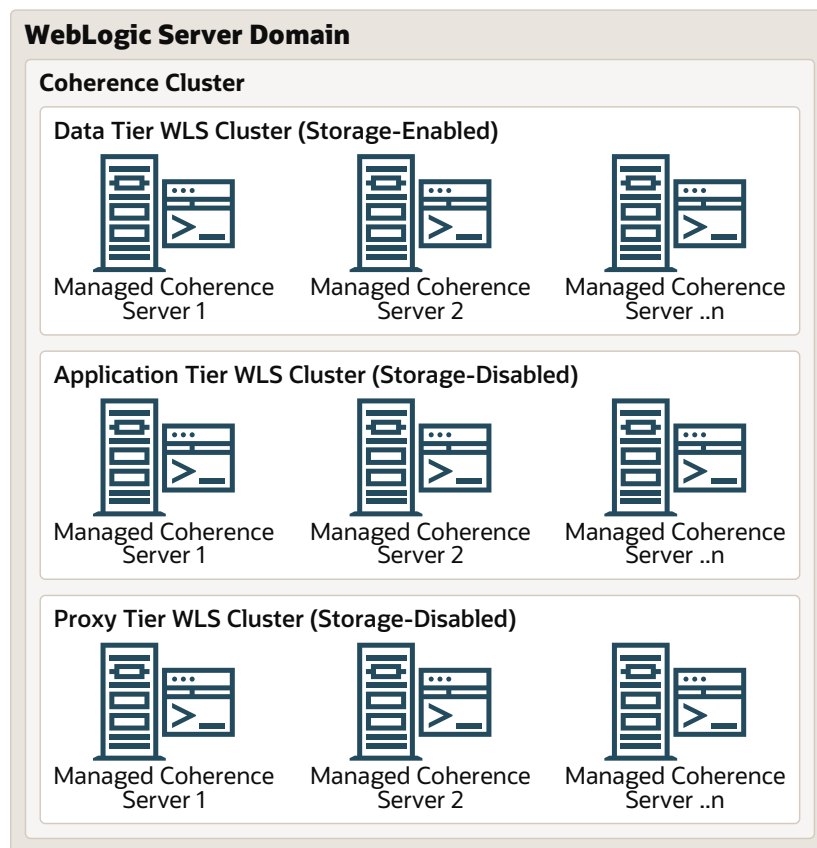 WebLogic Server Domain
Coherence Cluster
Data Tier WLS Cluster (Storage-Enabled)
Managed Coherence
Server 1
Managed Coherence
Server 2
Managed Coherence
Server ..n
Application Tier WLS Cluster (Storage-Disabled)
Managed Coherence
Server 1
Managed Coherence
Server 2
Managed Coherence
Server ..n
Proxy Tier WLS Cluster (Storage-Disabled)
Managed Coherence
Server 1
Managed Coherence
Server 2
Managed Coherence
Server ..n